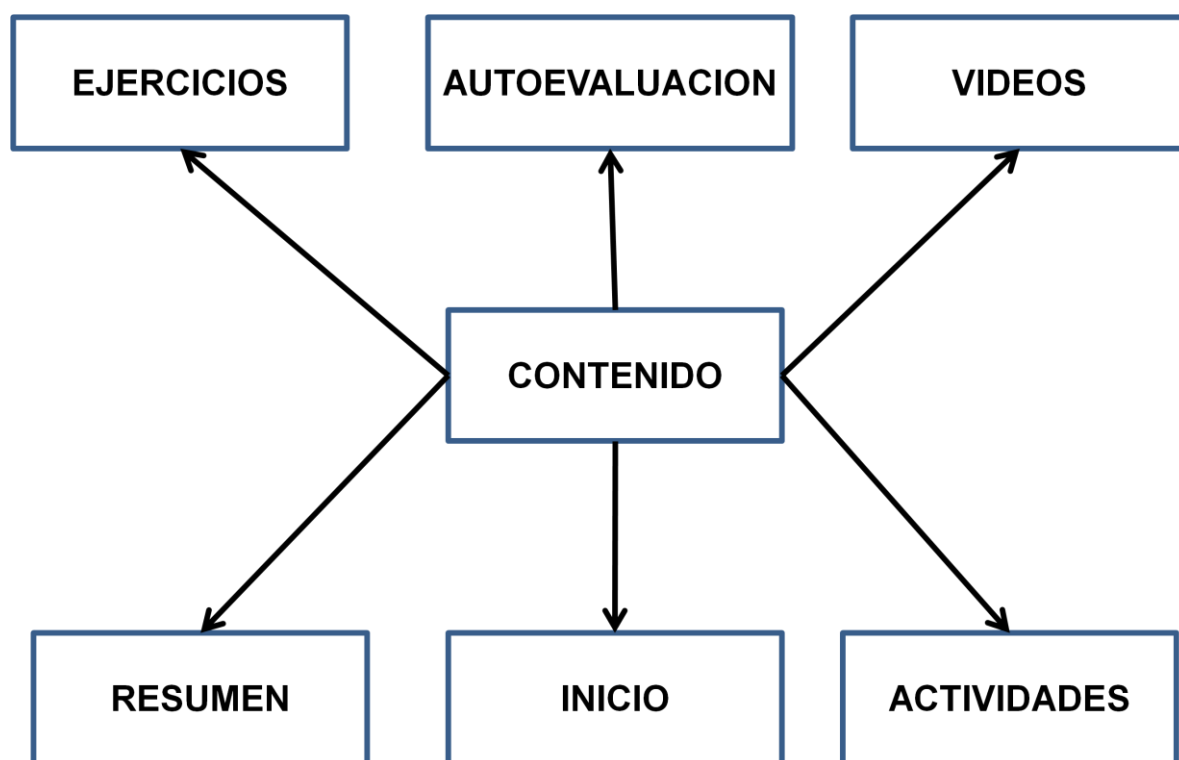 EJERCICIOS
AUTOEVALUACION
VIDEOS
CONTENIDO
RESUMEN
INICIO
ACTIVIDADES